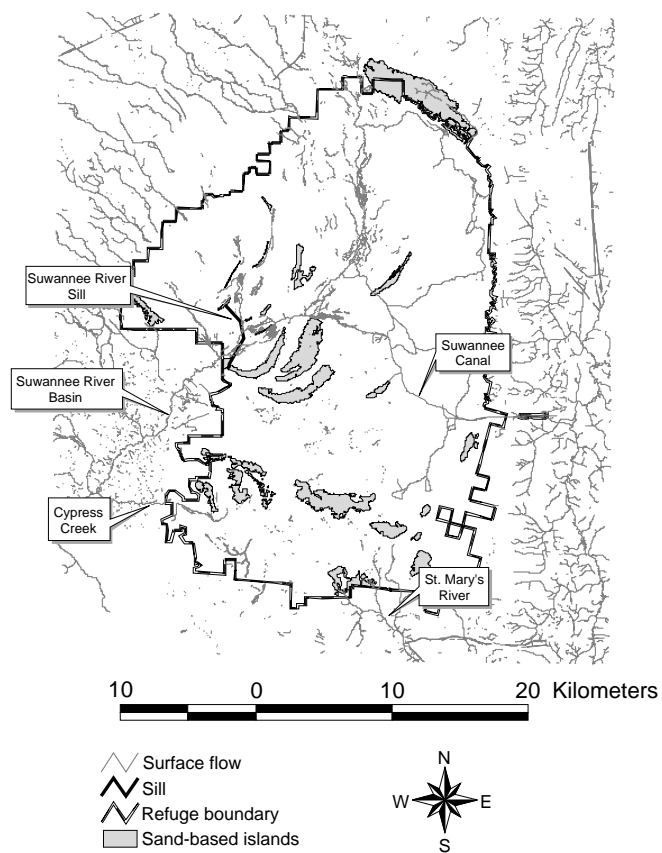 Suwannee River
Sill
Suwannee
Canal
Suwannee River
Basin
Cypress
Creek
St. Mary's
River
10 0 10 20 Kilometers
Surface flow
Sill
Refuge boundary
Sand-based islands
N
W E
S